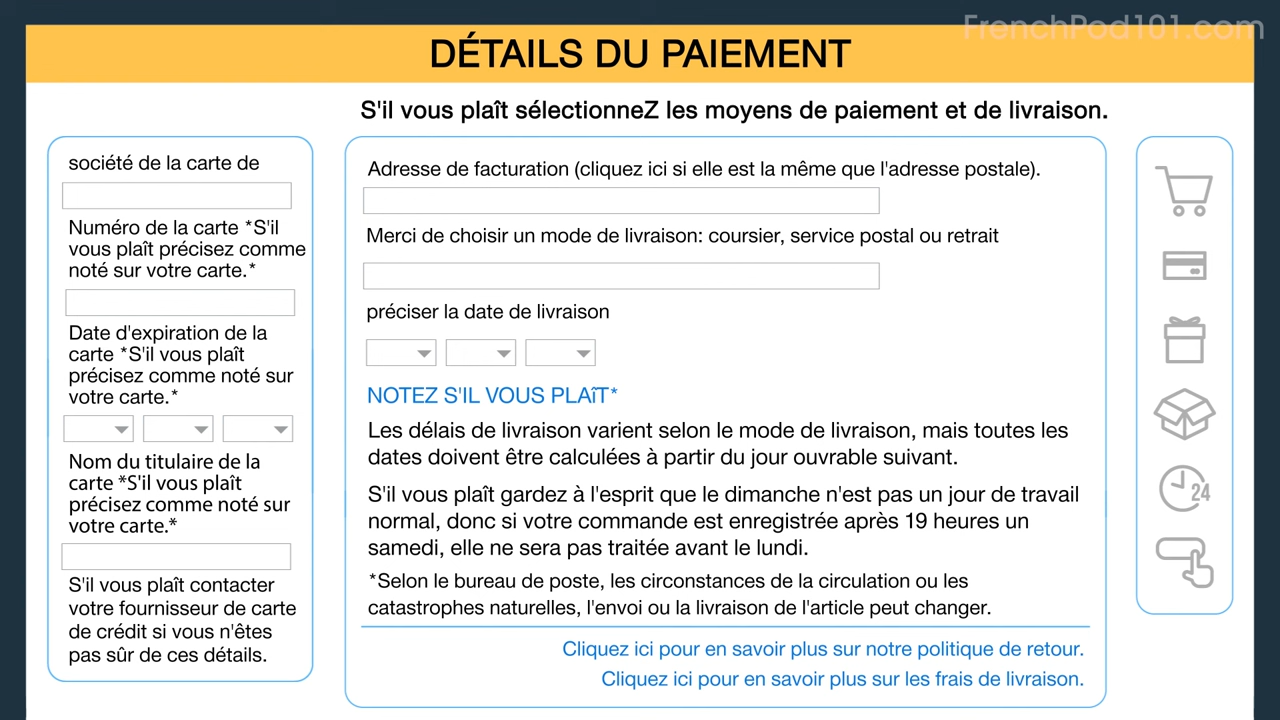 FrenchPod101.com
DÉTAILS DU PAIEMENT
S'il vous plaît sélectionneZ les moyens de paiement et de livraison.
société de la carte de
Numéro de la carte *S'il
vous plaît précisez comme
noté sur votre carte.*
Date d'expiration de la
carte *S'il vous plaît
précisez comme noté sur
votre carte.*
Nom du titulaire de la
carte *S'il vous plaît
précisez comme noté sur
votre carte.*
S'il vous plaît contacter
votre fournisseur de carte
de crédit si vous n'êtes
pas sûr de ces détails.
Adresse de facturation (cliquez ici si elle est la même que l'adresse postale).
Merci de choisir un mode de livraison: coursier, service postal ou retrait
préciser la date de livraison
NOTEZ S'IL VOUS PLAîT*
Les délais de livraison varient selon le mode de livraison, mais toutes les
dates doivent être calculées à partir du jour ouvrable suivant.
S'il vous plaît gardez à l'esprit que le dimanche n'est pas un jour de travail
normal, donc si votre commande est enregistrée après 19 heures un
samedi, elle ne sera pas traitée avant le lundi.
*Selon le bureau de poste, les circonstances de la circulation ou les
catastrophes naturelles, l'envoi ou la livraison de l'article peut changer.
Cliquez ici pour en savoir plus sur notre politique de retour.
Cliquez ici pour en savoir plus sur les frais de livraison.
24